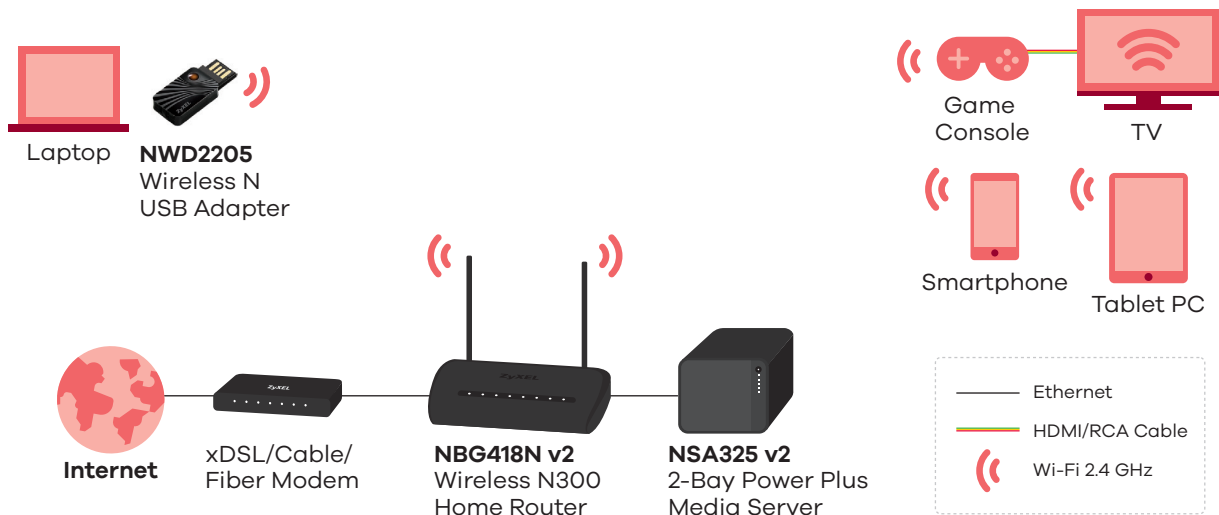 Laptop
NWD2205
Wireless N
USB Adapter
ZyXEL
Game
Console
TV
Smartphone
Tablet PC
Internet
ZyXEL
xDSL/Cable/
Fiber Modem
ZyXEL
NBG418N v2
Wireless N300
Home Router
NSA325 v2
2-Bay Power Plus
Media Server
Ethernet
HDMI/RCA Cable
Wi-Fi 2.4 GHz